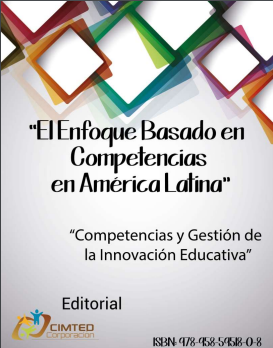 "El Enfoque Basado en
Competencias
en América Latina"
"Competencias y Gestión de
la Innovación Educativa"
Editorial
CIMTED
Corporación
ISBN: 978-958-59518-0-8